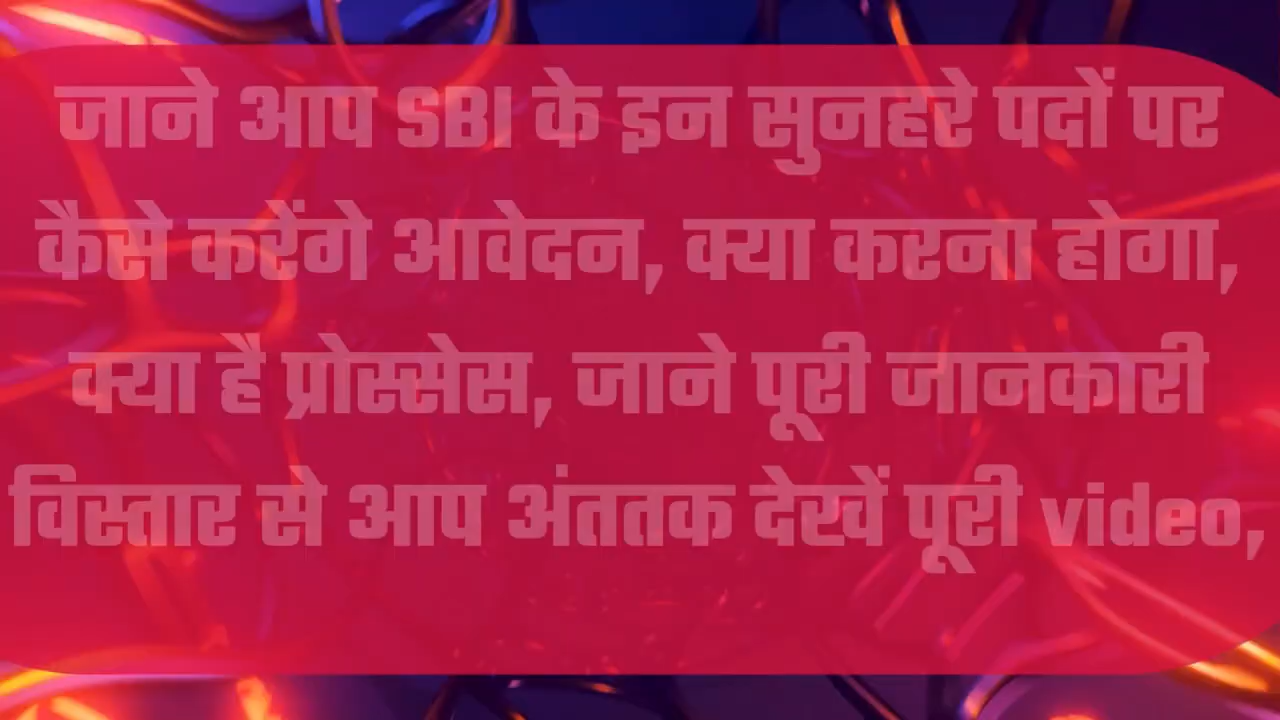 जाने आप SBI के इन सुनहरे पदों पर
कैसे करेंगे आवेदन, क्या करना होगा,
क्या है प्रोस्सेस, जाने पूरी जानकारी
विस्तार से आप अंततक देखें पूरी video,